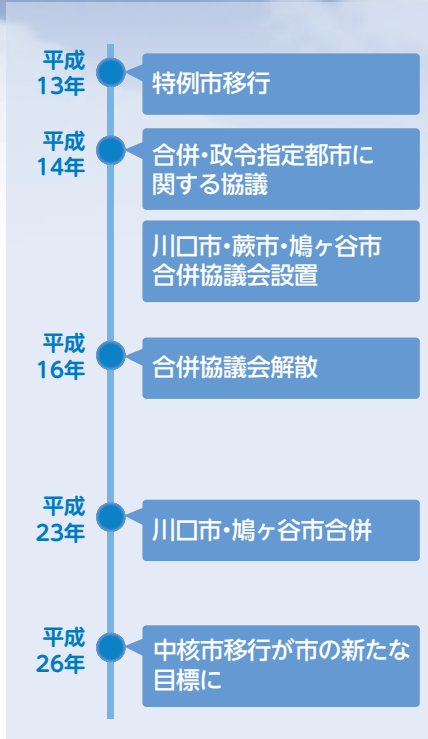 平成
13年
特例市移行
平成
14年
合併・政令指定都市に
関する協議
川口市・蕨市・鳩ヶ谷市
合併協議会設置
平成
16年
合併協議会解散
平成
23年
川口市・鳩ヶ谷市合併
平成
26年
中核市移行が市の新たな
目標に